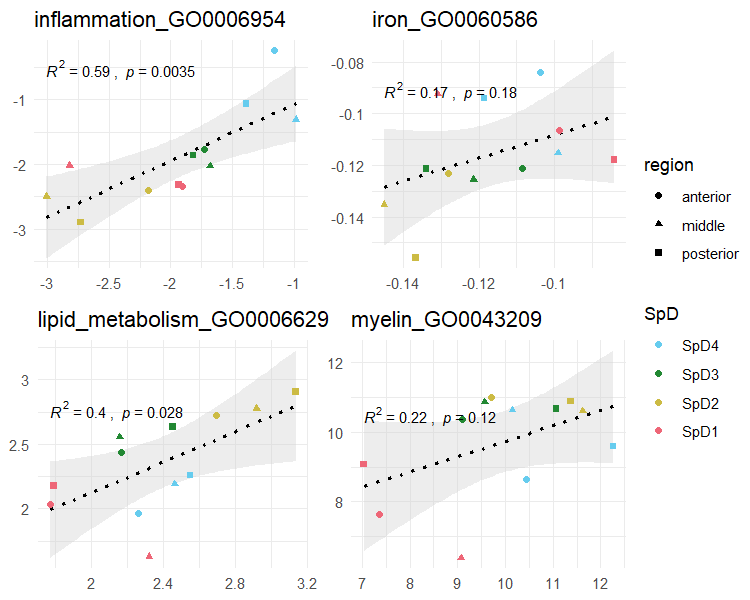 inflammation_GO0006954
R2 = 0.59 , p = 0.0035
-1
-2
-3
-3 -2.5 -2 -1.5 -1
iron_GO0060586
R2 = 0.17 , p = 0.18
-0.08
-0.1
-0.12
-0.14
-0.14 -0.12 -0.1
lipid_metabolism_GO0006629
R2 = 0.4 , p = 0.028
3
2.5
2
2 2.4 2.8 3.2
myelin_GO0043209
R2 = 0.22 , p = 0.12
12
10
8
7 8 9 10 11 12
region
anterior
middle
posterior
SpD
SpD4
SpD3
SpD2
SpD1